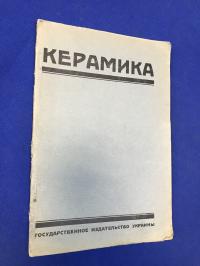 КЕРАМИКА
ГОСУДАРСТВЕННОЕ ИЗДАТЕЛЬСТВО УКРАИНЫ